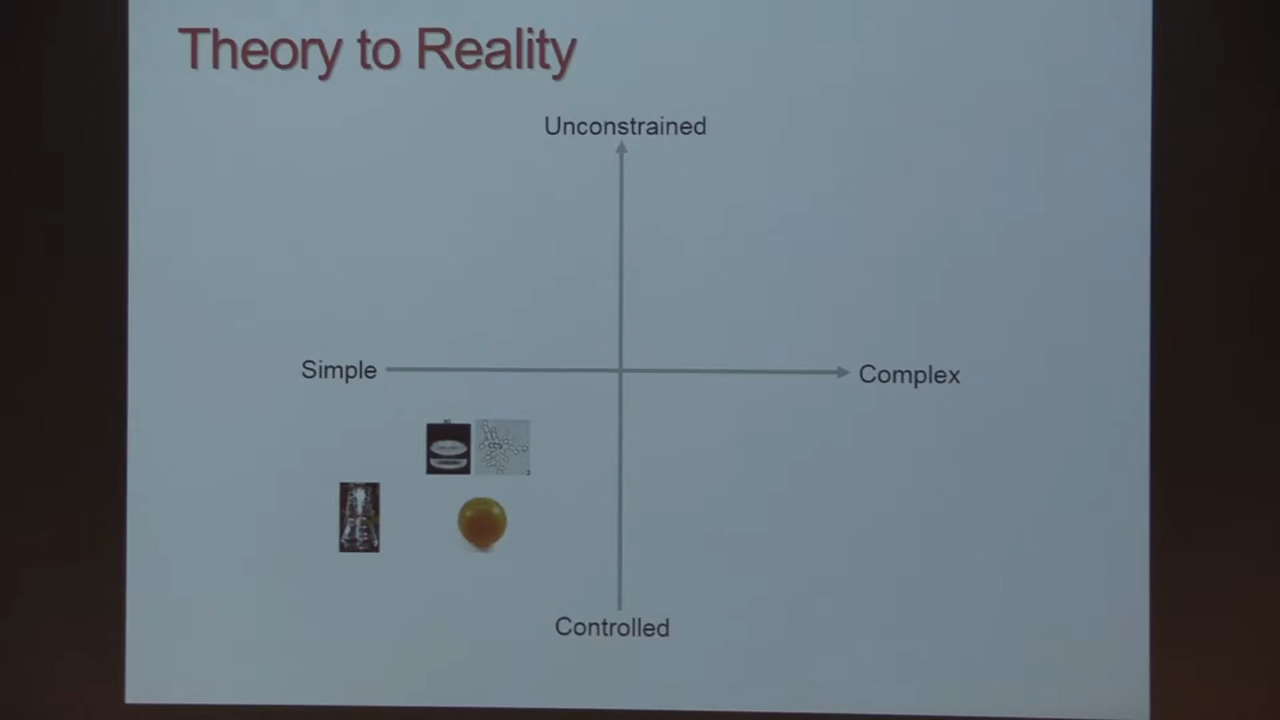 Theory to Reality
Unconstrained
Simple
Complex
Controlled